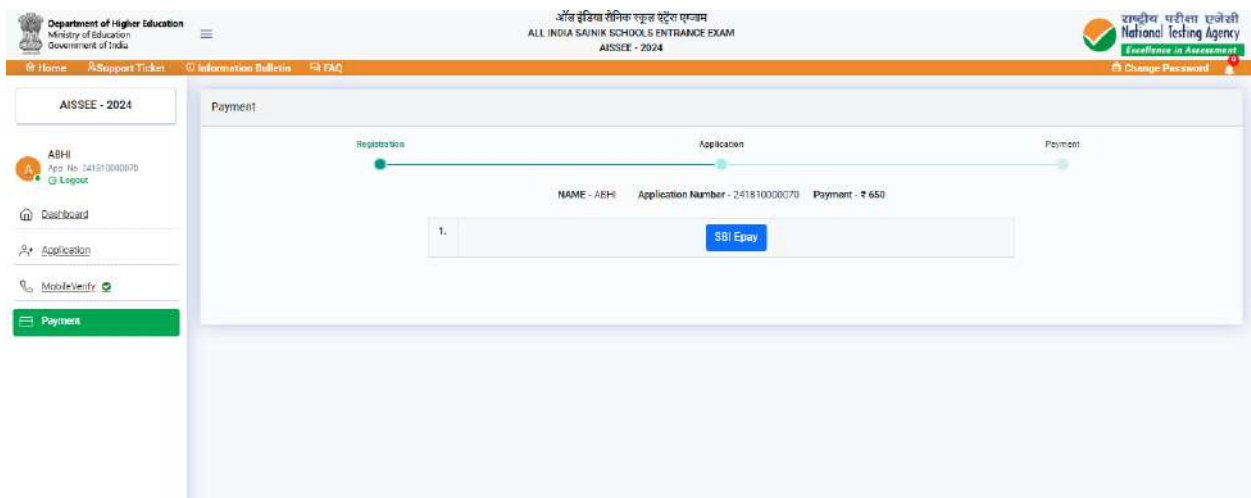 Department of Higher Education
Ministry of Education
Government of India
ऑल इंडिया सैनिक स्कूल एंट्रेंस एग्जाम
ALL INDIA SAINIK SCHOOLS ENTRANCE EXAM
AISSEE - 2024
राष्ट्रीय परीक्षा एजेंसी
National Testing Agency
Excellence in Assessment
Home Support Ticket Information Bulletin FAQ
Change Password
AISSEE - 2024
ABHI
App. No. 241810000070
Logout
Dashboard
Application
MobileVerify
Payment
Payment
Registration Application Payment
NAME - ABHI Application Number - 241810000070 Payment - ₹ 650
1. SBI Epay